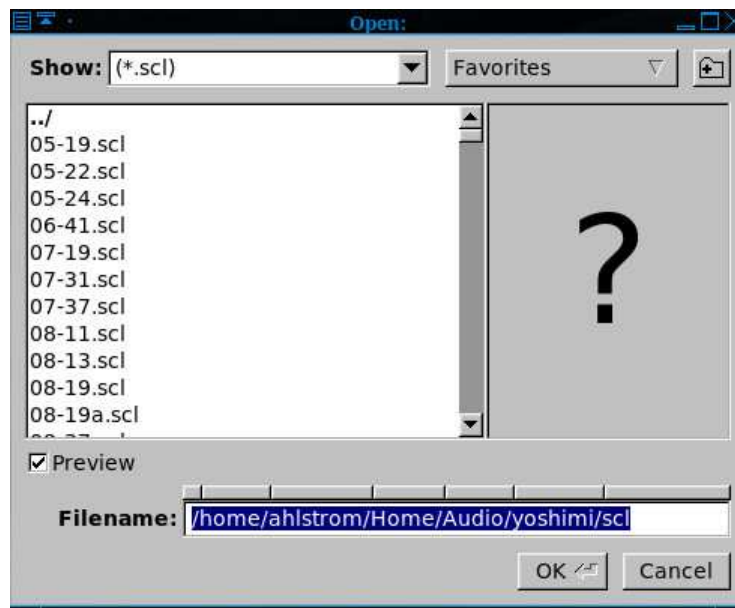 Open:
Show: (*.scl) Favorites
../
05-19.scl
05-22.scl
05-24.scl
06-41.scl
07-19.scl
07-31.scl
07-37.scl
08-11.scl
08-13.scl
08-19.scl
08-19a.scl
?
Preview
Filename: /home/ahlstrom/Home/Audio/yoshimi/scl
OK Cancel